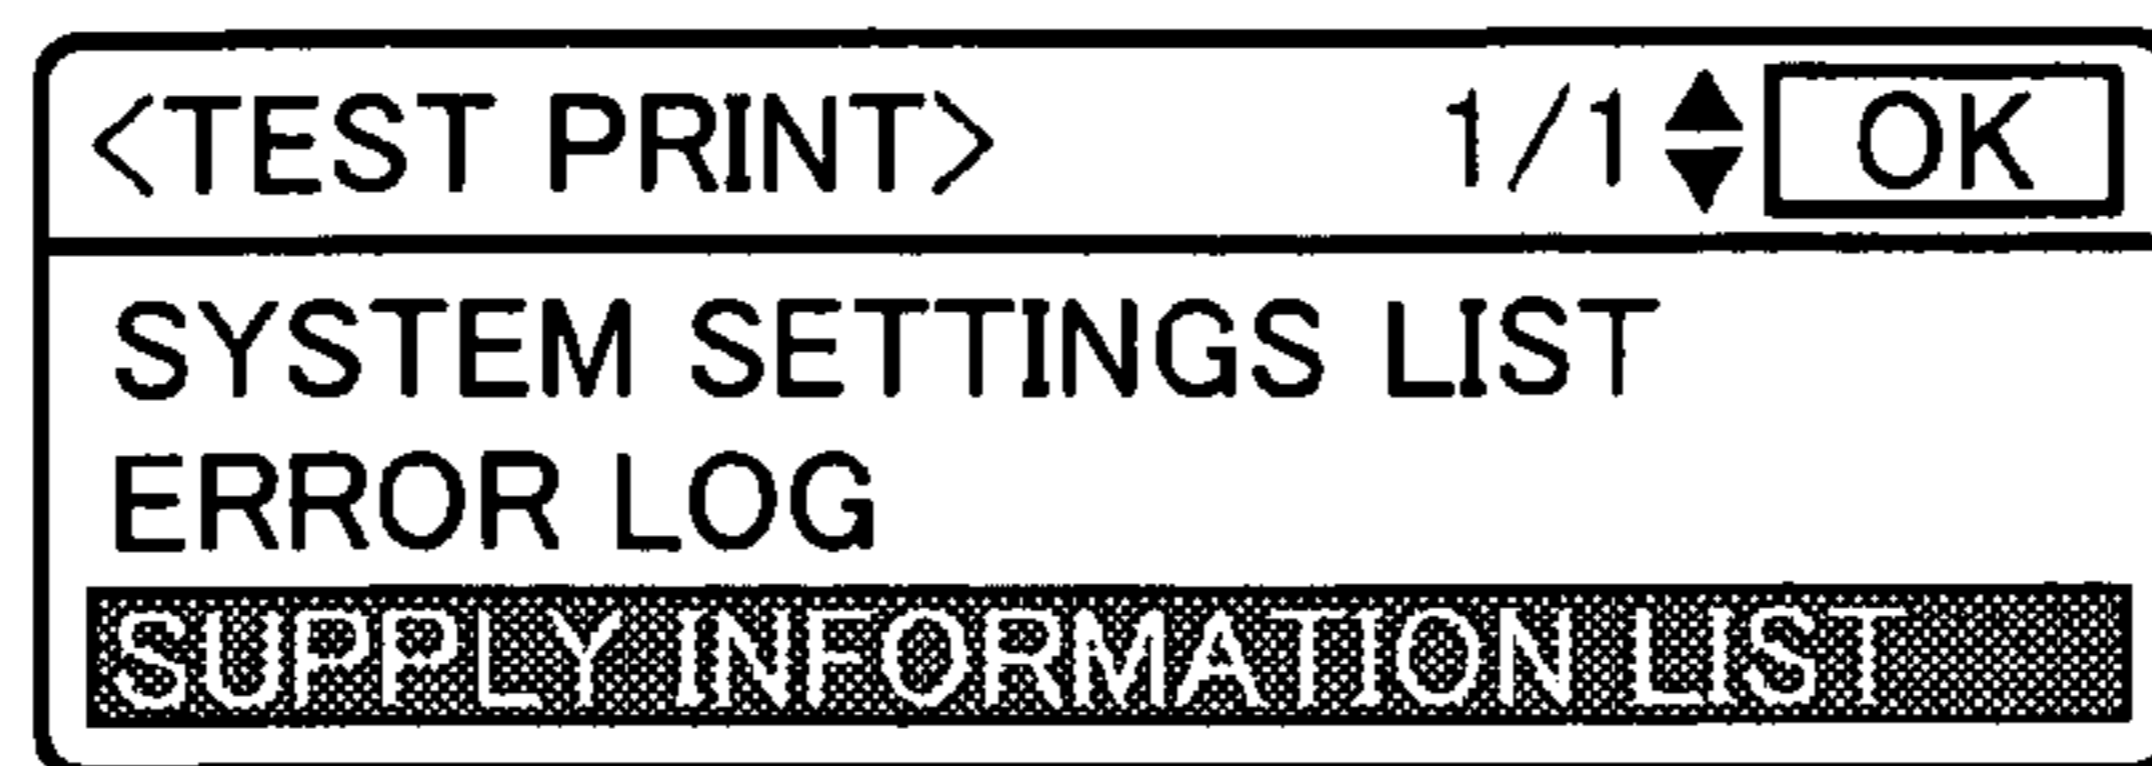 <TEST PRINT> 1/1 OK
SYSTEM SETTINGS LIST
ERROR LOG
SUPPLY INFORMATION LIST